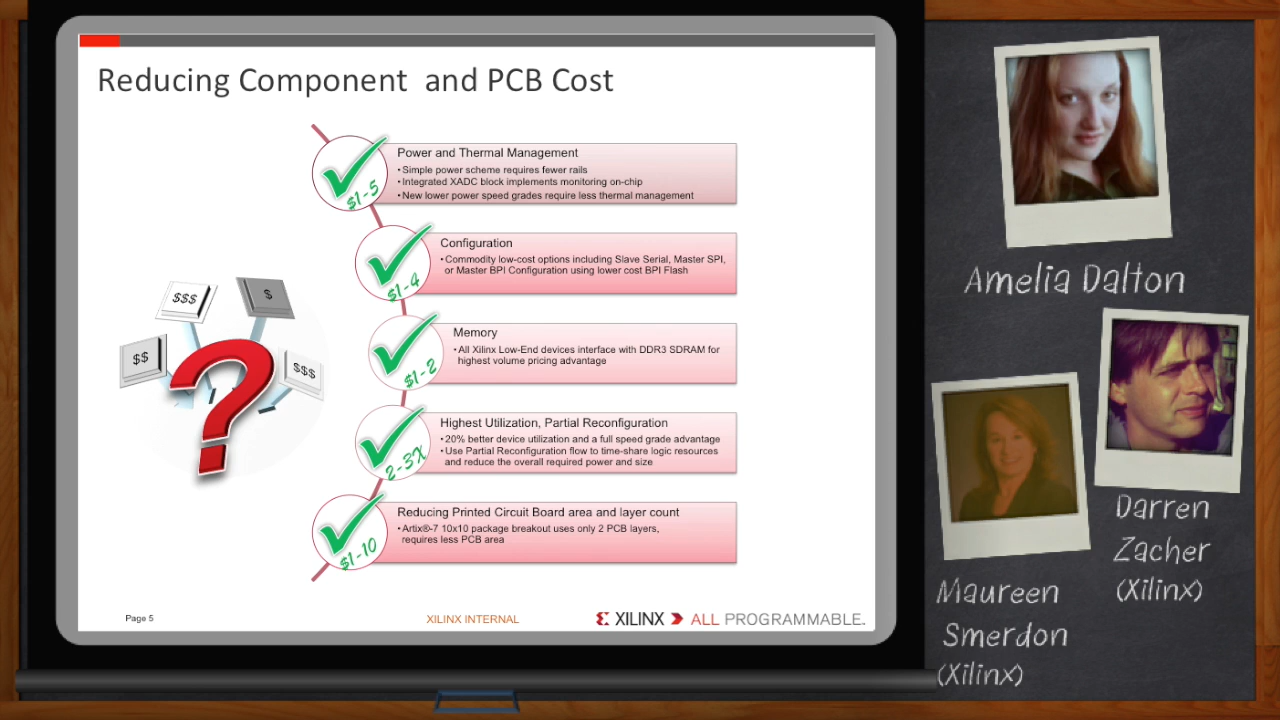 Reducing Component  and PCB Cost
Power and Thermal Management
•Simple power scheme requires fewer rails
•Integrated XADC block implements monitoring on-chip
•New lower power speed grades require less thermal management
$1-5
Configuration
•Commodity low-cost options including Slave Serial, Master SPI,
or Master BPI Configuration using lower cost BPI Flash
$1-4
Memory
•All Xilinx Low-End devices interface with DDR3 SDRAM for
highest volume pricing advantage
$1-2
Highest Utilization, Partial Reconfiguration
•20% better device utilization and a full speed grade advantage
•Use Partial Reconfiguration flow to time-share logic resources
and reduce the overall required power and size
2-3X
Reducing Printed Circuit Board area and layer count
•Artix®-7 10x10 package breakout uses only 2 PCB layers,
requires less PCB area
$1-10
$$$
$
$$
$$$
?
Page 5
XILINX INTERNAL
XILINX ALL PROGRAMMABLE.
Amelia Dalton
Darren
Zacher
(Xilinx)
Maureen
Smerdon
(Xilinx)